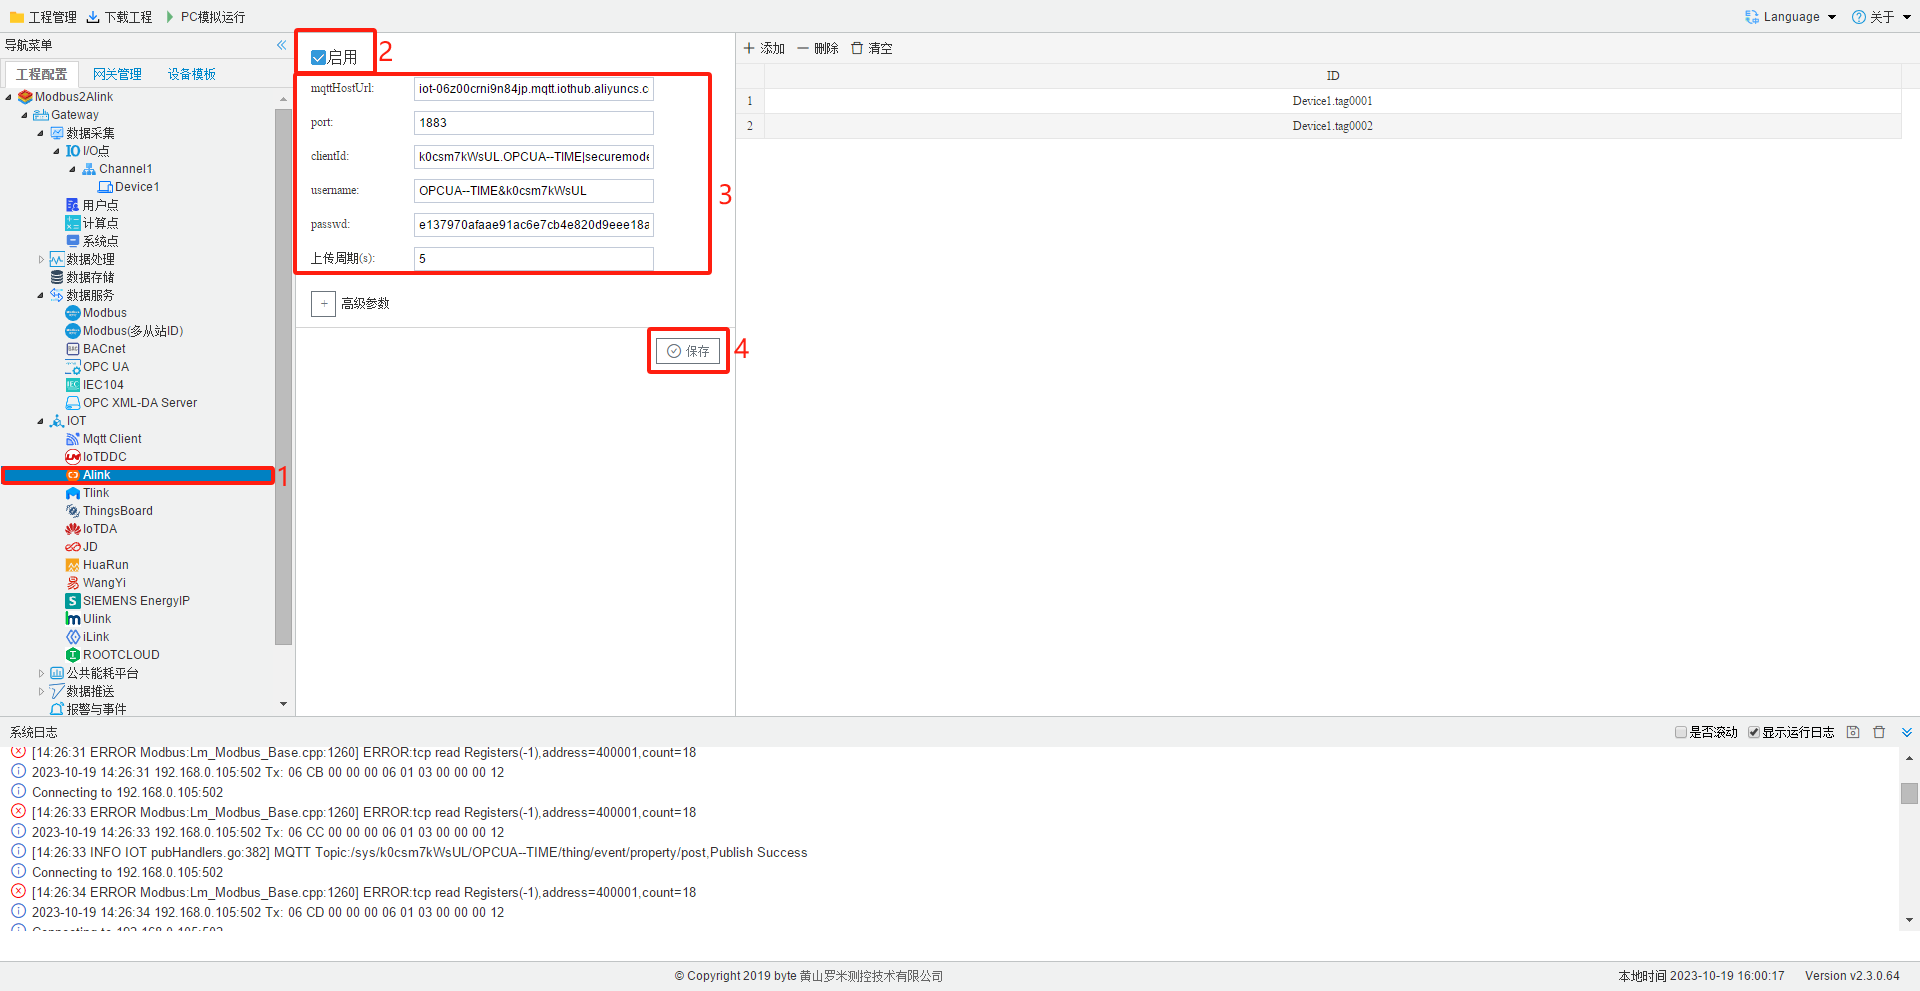 工程管理 下载工程 PC模拟运行 Language 关于
导航菜单
工程配置 网关管理 设备模板
Modbus2Alink
Gateway
数据采集
I/O点
Channel1
Device1
用户点
计算点
系统点
数据处理
数据存储
数据服务
Modbus
Modbus(多从站ID)
BACnet
OPC UA
IEC104
OPC XML-DA Server
IOT
Mqtt Client
IoTDDC
Alink
1
Tlink
ThingsBoard
IoTDA
JD
HuaRun
WangYi
SIEMENS EnergyIP
Ulink
iLink
ROOTCLOUD
公共能耗平台
数据推送
报警与事件
启用
2
mqttHostUrl: iot-06z00crni9n84jp.mqtt.iothub.aliyuncs.c
port: 1883
clientId: k0csm7kWsUL.OPCUA--TIME|securemode
username: OPCUA--TIME&k0csm7kWsUL
3
passwd: e137970afaae91ac6e7cb4e820d9eee18a
上传周期(s): 5
+ 高级参数
保存
4
添加 删除 清空
ID
1 Device1.tag0001
2 Device1.tag0002
系统日志 是否滚动 显示运行日志
[14:26:31 ERROR Modbus:Lm_Modbus_Base.cpp:1260] ERROR:tcp read Registers(-1),address=400001,count=18
2023-10-19 14:26:31 192.168.0.105:502 Tx: 06 CB 00 00 00 06 01 03 00 00 00 12
Connecting to 192.168.0.105:502
[14:26:33 ERROR Modbus:Lm_Modbus_Base.cpp:1260] ERROR:tcp read Registers(-1),address=400001,count=18
2023-10-19 14:26:33 192.168.0.105:502 Tx: 06 CC 00 00 00 06 01 03 00 00 00 12
[14:26:33 INFO IOT pubHandlers.go:382] MQTT Topic:/sys/k0csm7kWsUL/OPCUA--TIME/thing/event/property/post,Publish Success
Connecting to 192.168.0.105:502
[14:26:34 ERROR Modbus:Lm_Modbus_Base.cpp:1260] ERROR:tcp read Registers(-1),address=400001,count=18
2023-10-19 14:26:34 192.168.0.105:502 Tx: 06 CD 00 00 00 06 01 03 00 00 00 12
Connecting to 192.168.0.105:502
© Copyright 2019 byte 黄山罗米测控技术有限公司 本地时间 2023-10-19 16:00:17 Version v2.3.0.64